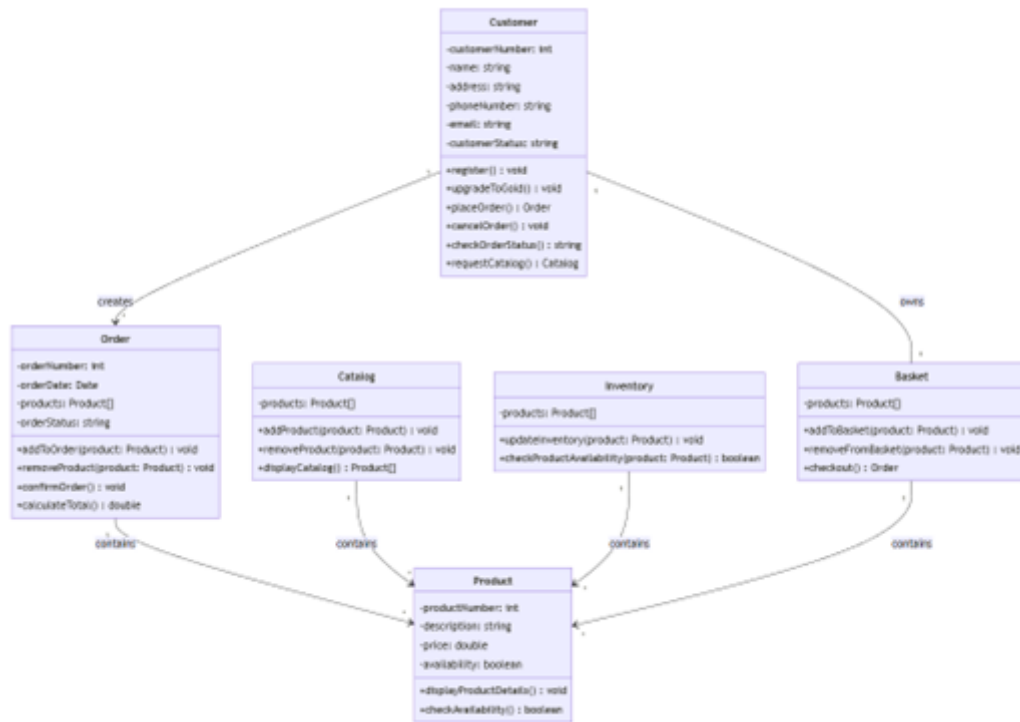 Customer
-customerNumber: int
-name: string
-address: string
-phoneNumber: string
-email: string
-customerStatus: string
+register() : void
+upgradeToGold() : void
+placeOrder() : Order
+cancelOrder() : void
+checkOrderStatus() : string
+requestCatalog() : Catalog
creates
owns
Order
-orderNumber: int
-orderDate: Date
-products: Product[]
-orderStatus: string
+addToOrder(product: Product) : void
+removeProduct(product: Product) : void
+confirmOrder() : void
+calculateTotal() : double
Catalog
-products: Product[]
+addProduct(product: Product) : void
+removeProduct(product: Product) : void
+displayCatalog() : Product[]
Inventory
-products: Product[]
+updateInventory(product: Product) : void
+checkProductAvailability(product: Product) : boolean
Basket
-products: Product[]
+addToBasket(product: Product) : void
+removeFromBasket(product: Product) : void
+checkout() : Order
contains
contains
contains
contains
Product
-productNumber: int
-description: string
-price: double
-availability: boolean
+displayProductDetails() : void
+checkAvailability() : boolean